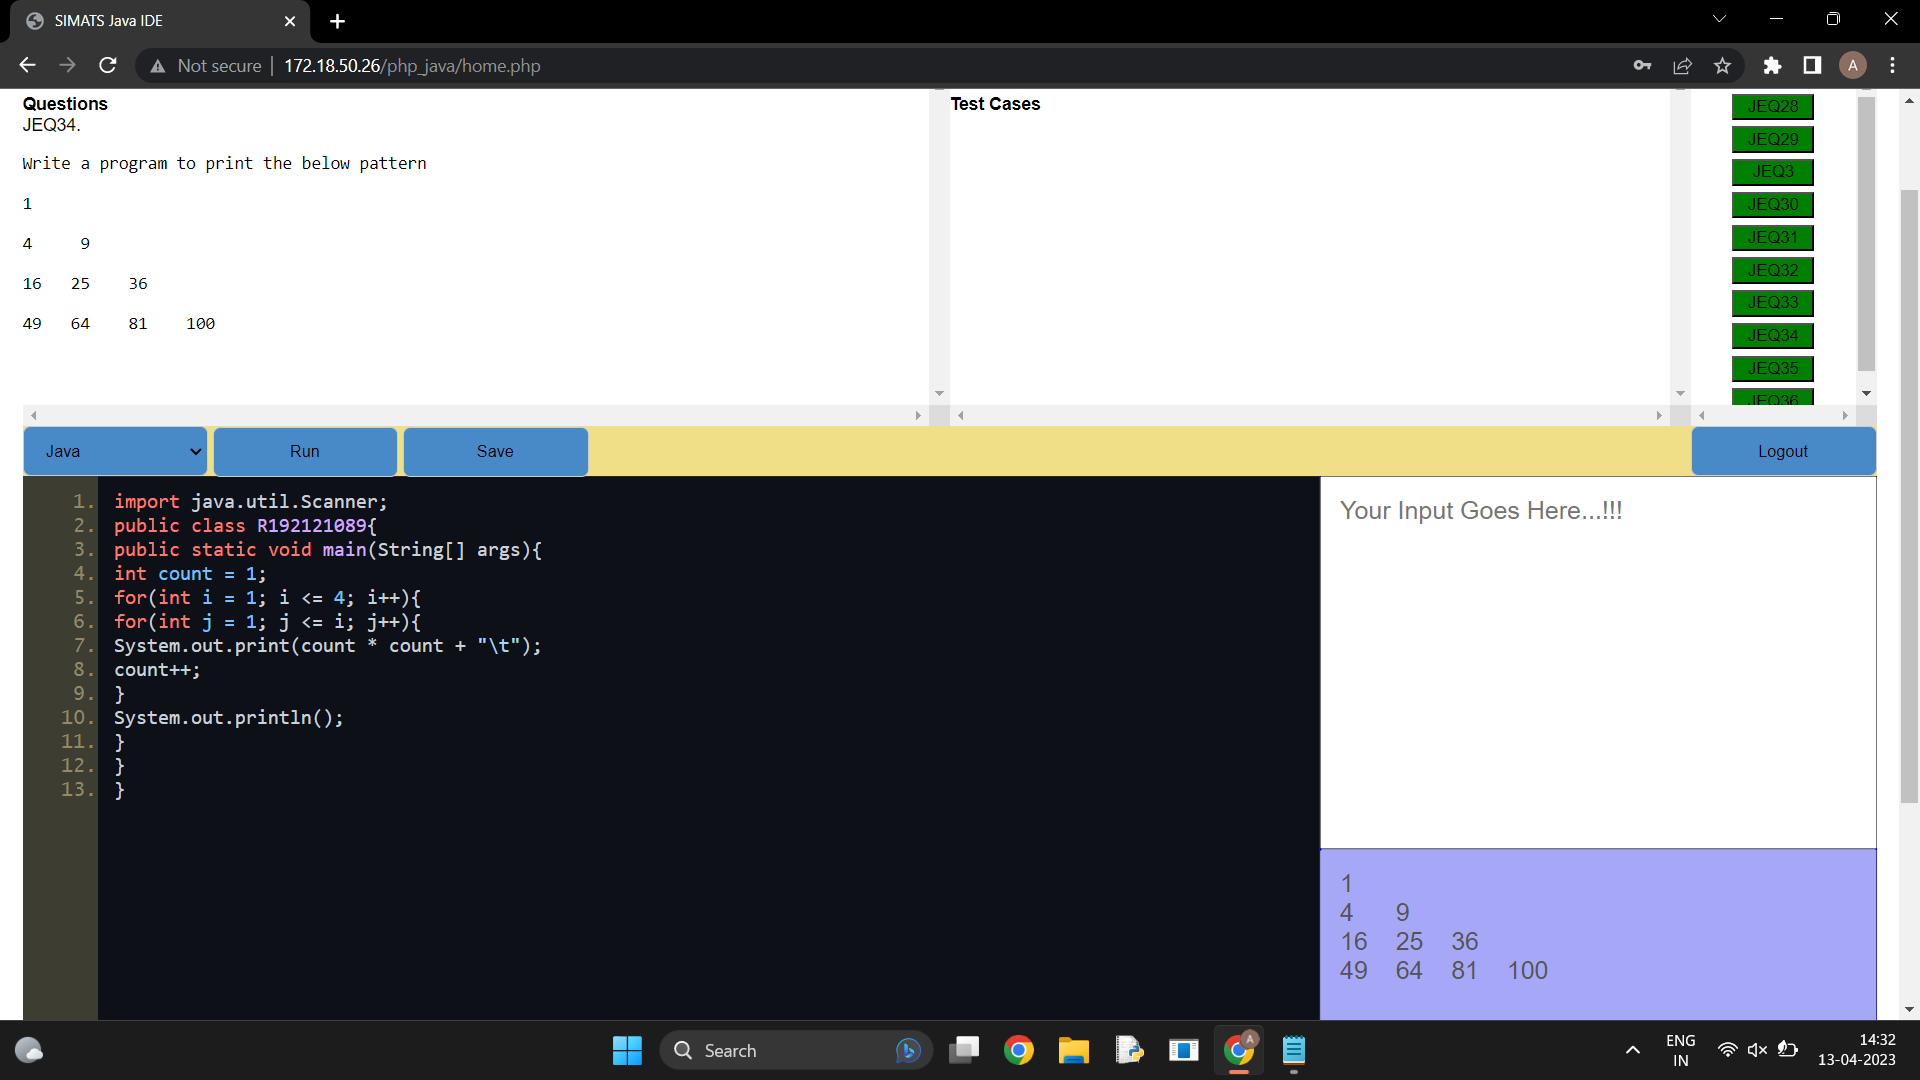 SIMATS Java IDE
Not secure 172.18.50.26/php_java/home.php
A
Questions
JEQ34.
Write a program to print the below pattern
1
4 9
16 25 36
49 64 81 100
Test Cases
JEQ28
JEQ29
JEQ3
JEQ30
JEQ31
JEQ32
JEQ33
JEQ34
JEQ35
JEQ36
Java Run Save Logout
1. import java.util.Scanner;
2. public class R192121089{
3. public static void main(String[] args){
4. int count = 1;
5. for(int i = 1; i <= 4; i++){
6. for(int j = 1; j <= i; j++){
7. System.out.print(count * count + "\t");
8. count++;
9. }
10. System.out.println();
11. }
12. }
13. }
Your Input Goes Here...!!!
1
4 9
16 25 36
49 64 81 100
Search
A
ENG
IN
14:32
13-04-2023